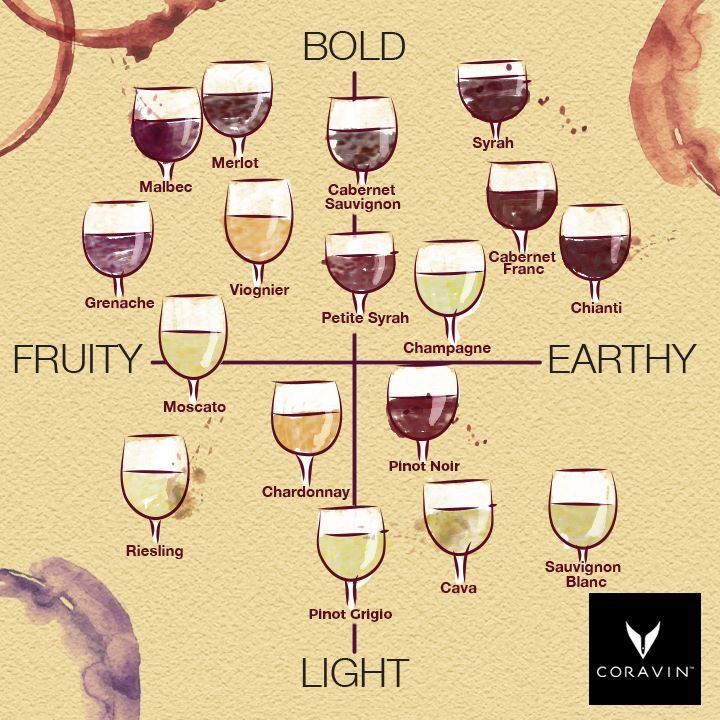 BOLD
Malbec
Merlot
Cabernet
Sauvignon
Syrah
Grenache
Viognier
Petite Syrah
Cabernet
Franc
Chianti
Champagne
FRUITY
EARTHY
Moscato
Chardonnay
Pinot Noir
Riesling
Pinot Grigio
Cava
Sauvignon
Blanc
LIGHT
CORAVIN™